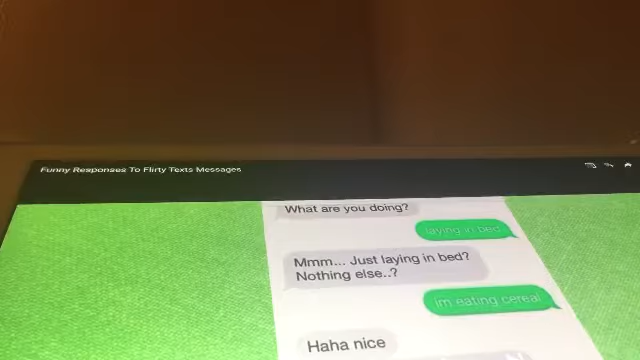 Funny Responses To Flirty Texts Messages
What are you doing?
laying in bed
Mmm... Just laying in bed?
Nothing else..?
im eating cereal
Haha nice